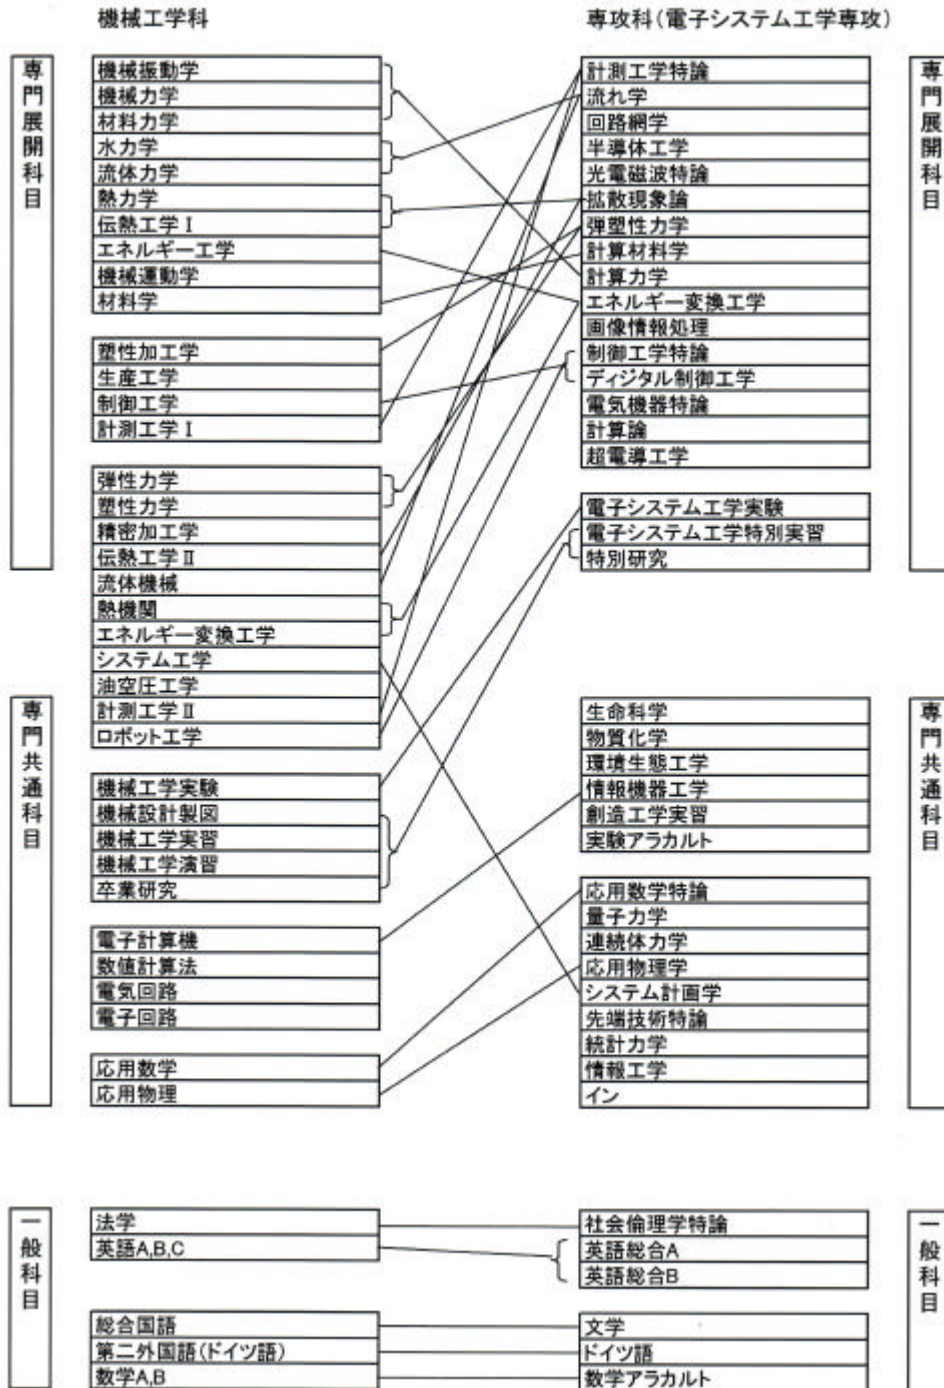 機械工学科
専攻科(電子システム工学専攻)
専門展開科目
機械振動学
機械力学
材料力学
水力学
流体力学
熱力学
伝熱工学Ⅰ
エネルギー工学
機械運動学
材料学
塑性加工学
生産工学
制御工学
計測工学Ⅰ
弾性力学
塑性力学
精密加工学
伝熱工学Ⅱ
流体機械
熱機関
エネルギー変換工学
システム工学
油空圧工学
計測工学Ⅱ
ロボット工学
専門共通科目
機械工学実験
機械設計製図
機械工学実習
機械工学演習
卒業研究
電子計算機
数値計算法
電気回路
電子回路
応用数学
応用物理
一般科目
法学
英語A,B,C
総合国語
第二外国語(ドイツ語)
数学A,B
計測工学特論
流れ学
回路網学
半導体工学
光電磁波特論
拡散現象論
弾塑性力学
計算材料学
計算力学
エネルギー変換工学
画像情報処理
制御工学特論
ディジタル制御工学
電気機器特論
計算論
超電導工学
電子システム工学実験
電子システム工学特別実習
特別研究
専門展開科目
生命科学
物質化学
環境生態工学
情報機器工学
創造工学実習
実験アラカルト
応用数学特論
量子力学
連続体力学
応用物理学
システム計画学
先端技術特論
統計力学
情報工学
イン
専門共通科目
社会倫理学特論
英語総合A
英語総合B
文学
ドイツ語
数学アラカルト
一般科目